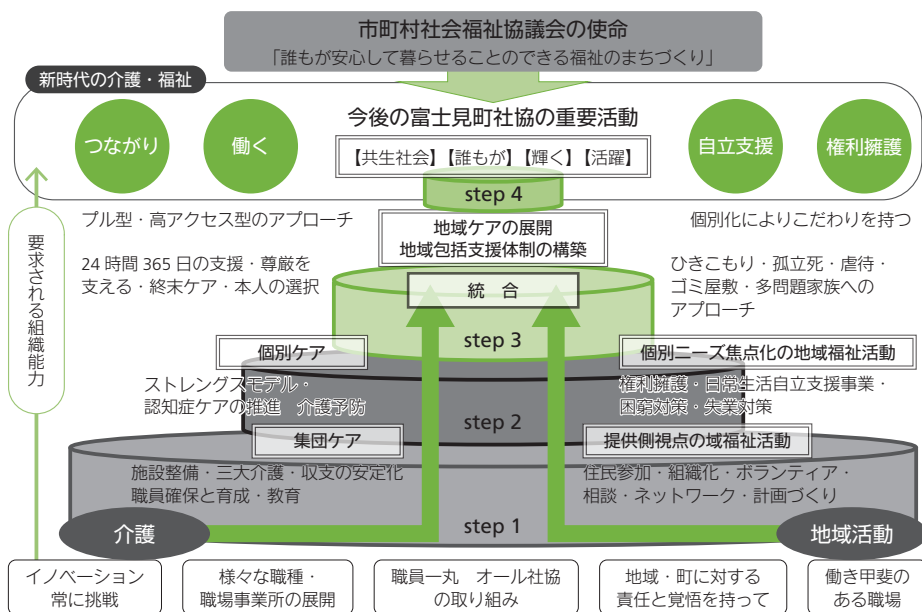 市町村社会福祉協議会の使命
「誰もが安心して暮らせることのできる福祉のまちづくり」
新時代の介護・福祉
つながり
働く
今後の富士見町社協の重要活動
【共生社会】【誰もが】【輝く】【活躍】
自立支援
権利擁護
step 4
プル型・高アクセス型のアプローチ
地域ケアの展開
地域包括支援体制の構築
個別化によりこだわりを持つ
要求される組織能力
24 時間 365 日の支援・尊厳を
支える・終末ケア・本人の選択
統 合
ひきこもり・孤立死・虐待・
ゴミ屋敷・多問題家族への
アプローチ
step 3
個別ケア
個別ニーズ焦点化の地域福祉活動
ストレングスモデル・
認知症ケアの推進 介護予防
権利擁護・日常生活自立支援事業・
困窮対策・失業対策
step 2
集団ケア
提供側視点の域福祉活動
施設整備・三大介護・収支の安定化
職員確保と育成・教育
住民参加・組織化・ボランティア・
相談・ネットワーク・計画づくり
step 1
介護
地域活動
イノベーション
常に挑戦
様々な職種・
職場事業所の展開
職員一丸 オール社協
の取り組み
地域・町に対する
責任と覚悟を持って
働き甲斐の
ある職場